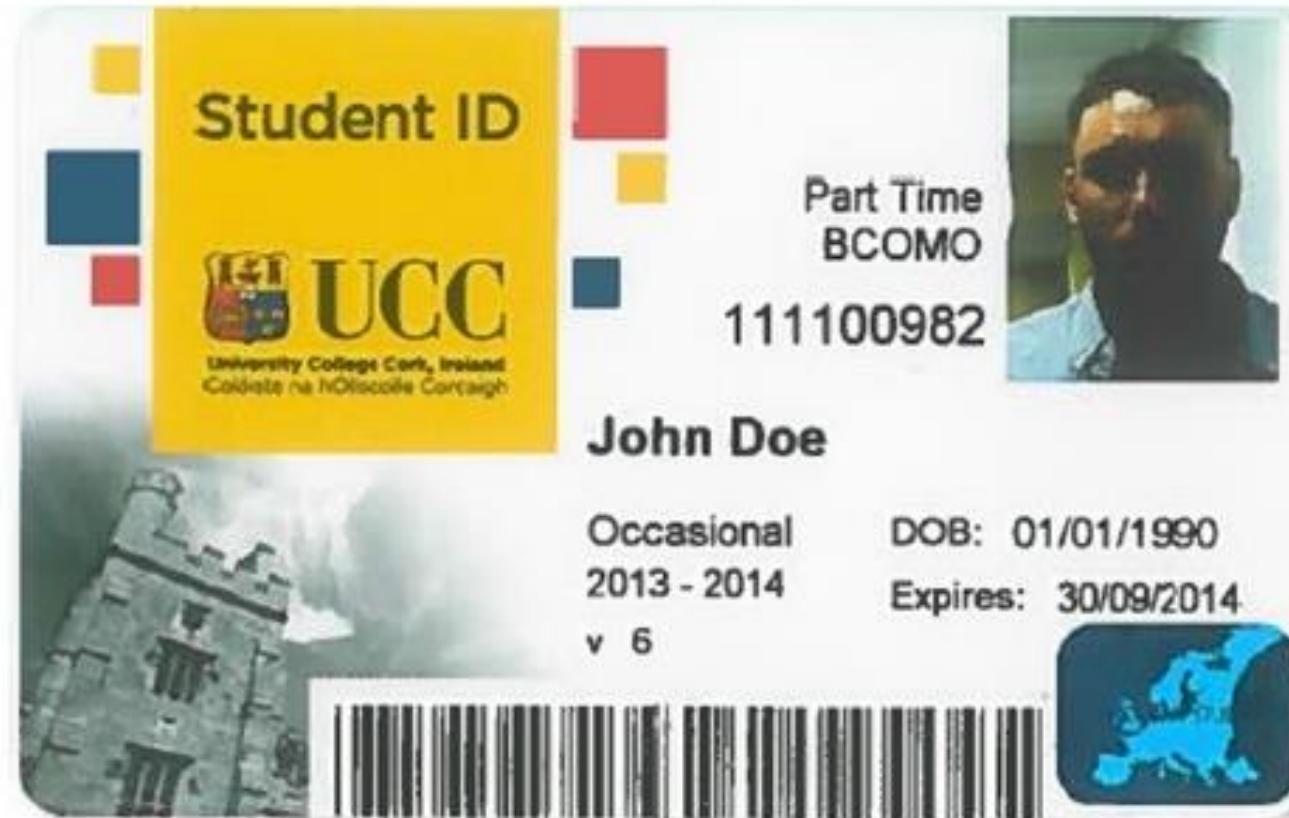 Student ID
UCC
University College Cork, Ireland
Coláiste na hOllscoile Corcaigh
Part Time
BCOMO
111100982
John Doe
Occasional
2013 - 2014
v 6
DOB: 01/01/1990
Expires: 30/09/2014